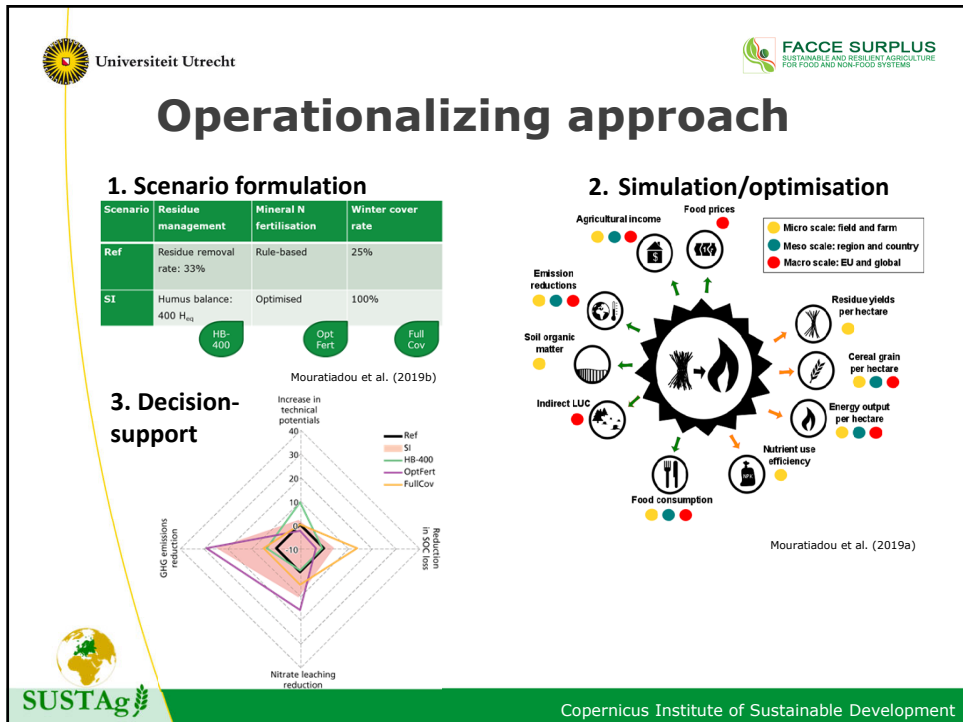 Universiteit Utrecht
FACCE SURPLUS
SUSTAINABLE AND RESILIENT AGRICULTURE
FOR FOOD AND NON-FOOD SYSTEMS
Operationalizing approach
1. Scenario formulation
Scenario Residue management Mineral N fertilisation Winter cover rate
Ref Residue removal rate: 33% Rule-based 25%
SI Humus balance: 400 Heq Optimised 100%
HB-
400
Opt
Fert
Full
Cov
Mouratiadou et al. (2019b)
2. Simulation/optimisation
Micro scale: field and farm
Meso scale: region and country
Macro scale: EU and global
Agricultural income
Food prices
$
Emission
reductions
Soil organic
matter
Indirect LUC
Food consumption
Residue yields
per hectare
Cereal grain
per hectare
Energy output
per hectare
Nutrient use
efficiency
NPK
Mouratiadou et al. (2019a)
3. Decision-
support
Increase in
technical
potentials
40
30
20
10
0
-10
Ref
SI
HB-400
OptFert
FullCov
GHG emissions
reduction
Reduction
in SOC loss
Nitrate leaching
reduction
SUSTAg
Copernicus Institute of Sustainable Development